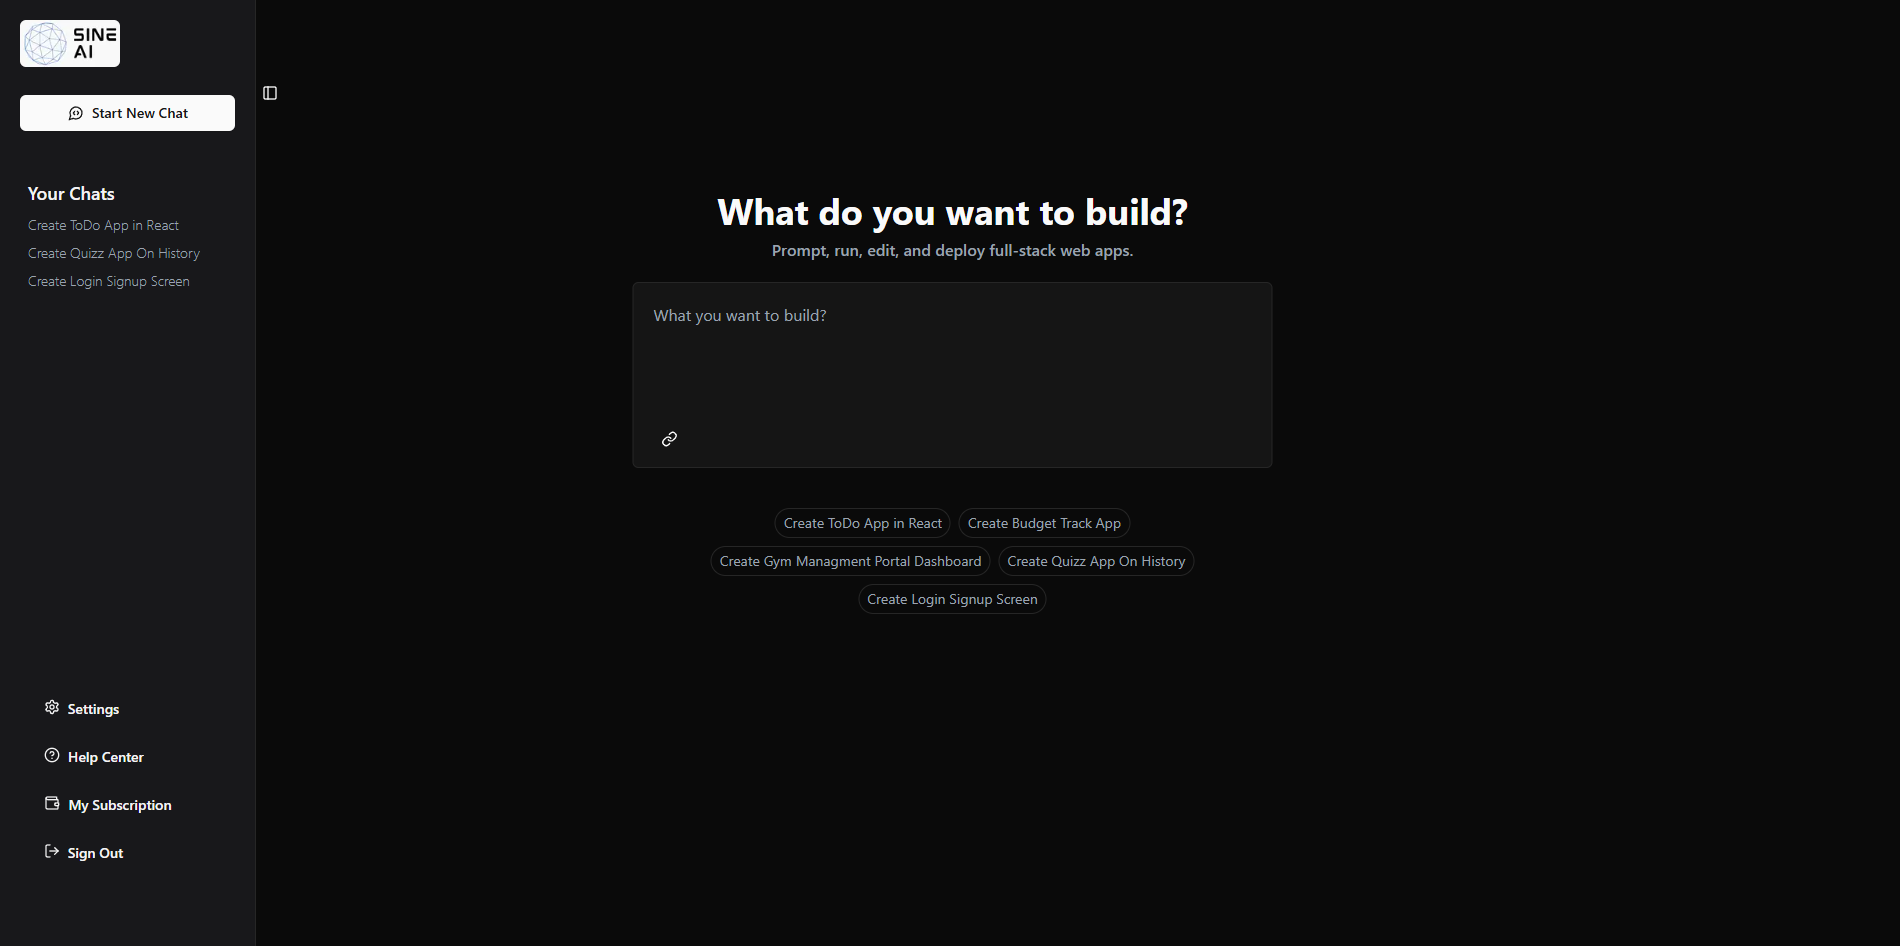 SINE
AI
Start New Chat
Your Chats
Create ToDo App in React
Create Quizz App On History
Create Login Signup Screen
Settings
Help Center
My Subscription
Sign Out
What do you want to build?
Prompt, run, edit, and deploy full-stack web apps.
What you want to build?
Create ToDo App in React
Create Budget Track App
Create Gym Managment Portal Dashboard
Create Quizz App On History
Create Login Signup Screen